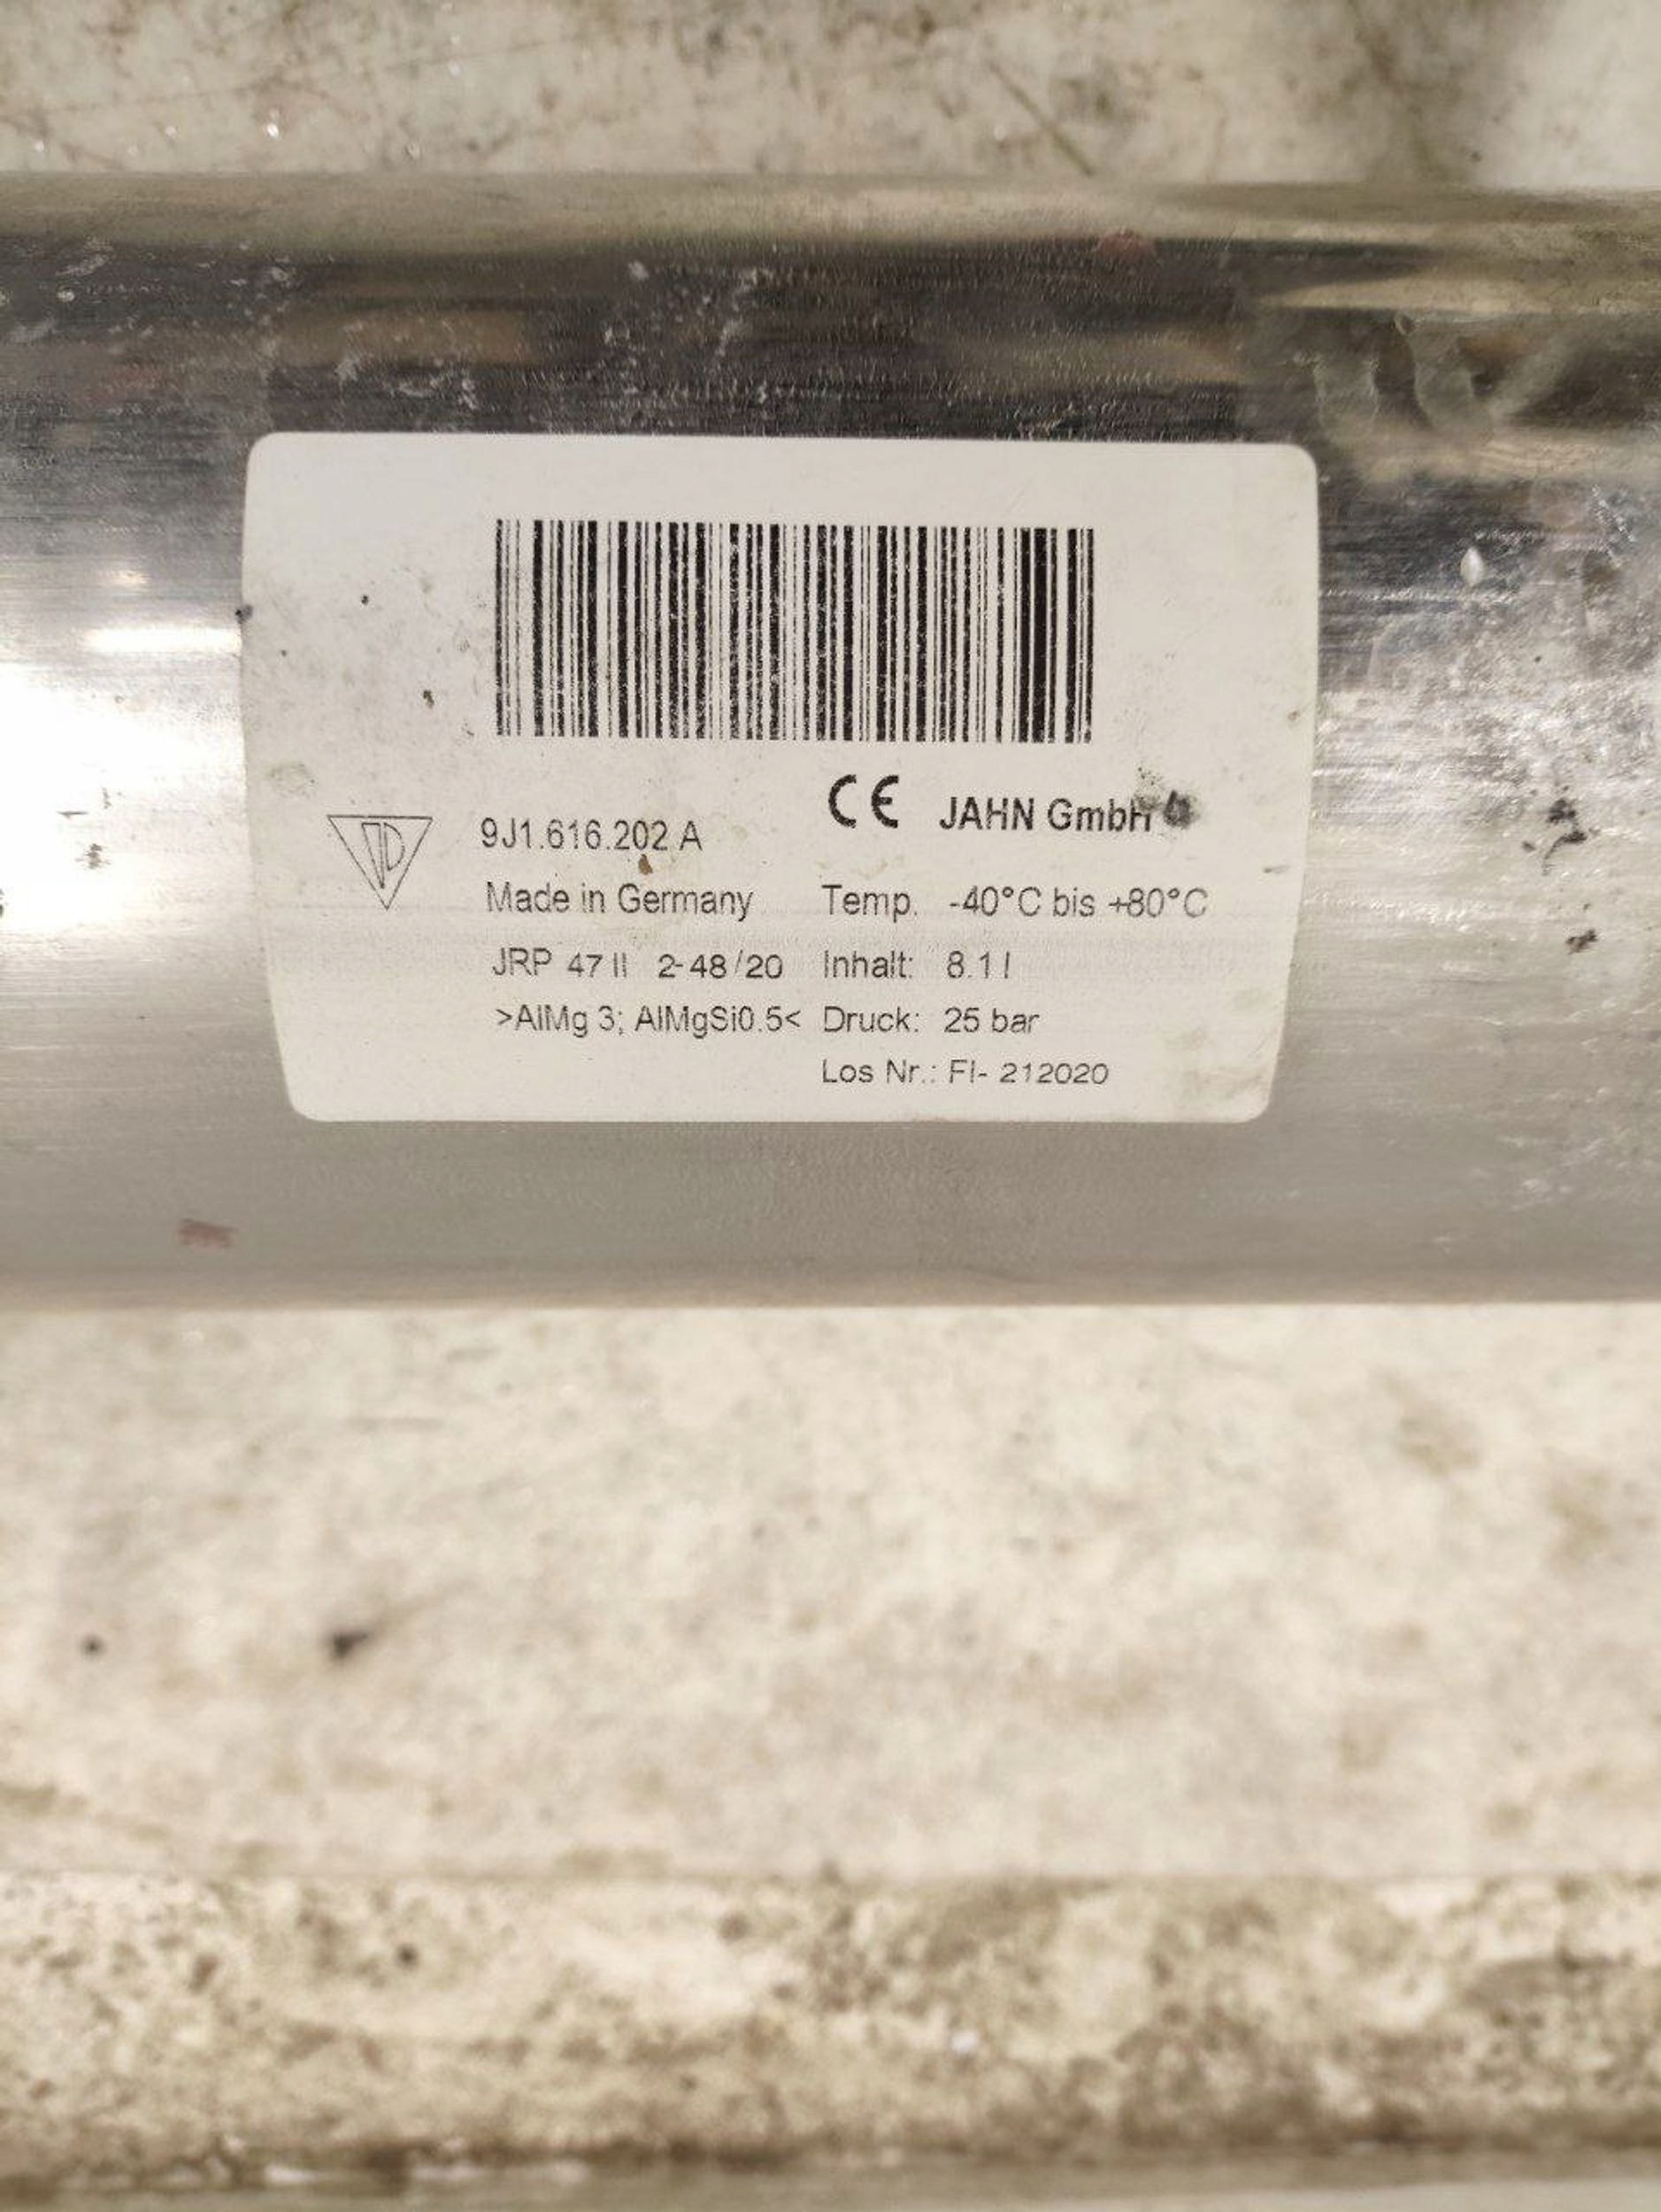 CE JAHN GmbH
9J1.616.202 A
Made in Germany Temp. -40°C bis +80°C
JRP 47 II 2-48/20 Inhalt: 8.1 l
>AlMg 3; AlMgSi0.5< Druck: 25 bar
Los Nr.: FI- 212020